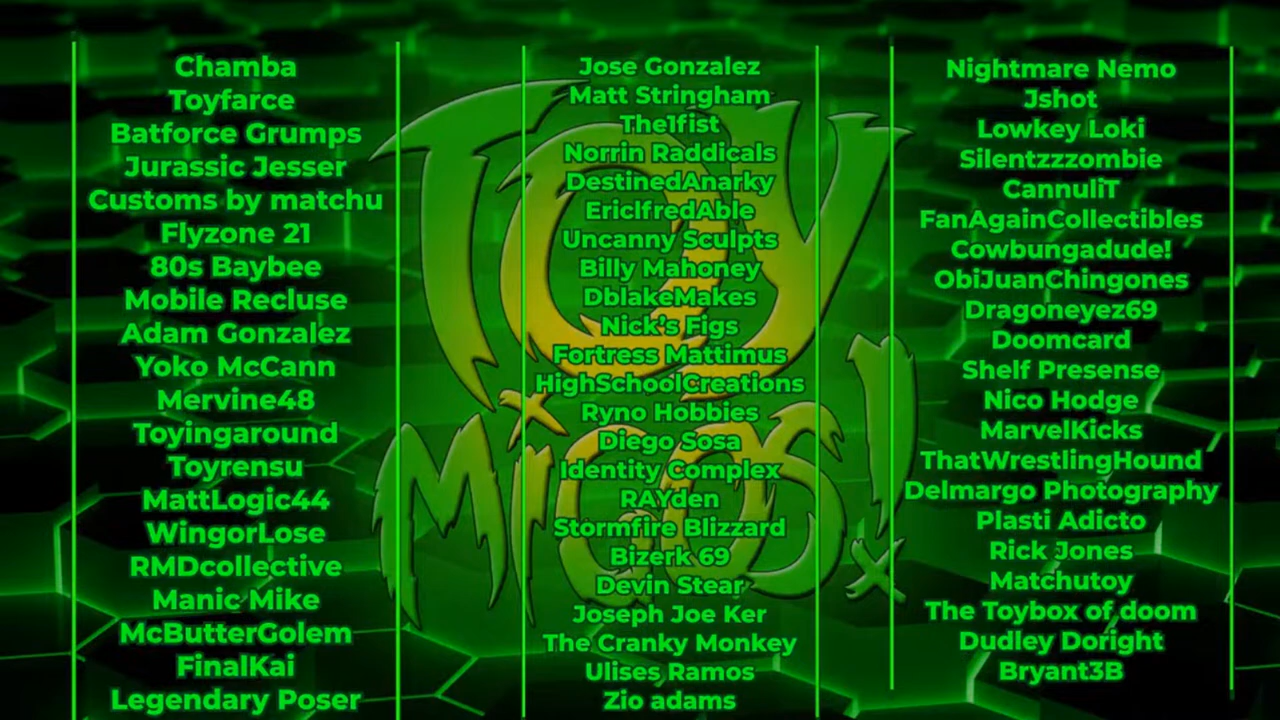 Chamba
Toyfarce
Batforce Grumps
Jurassic Jesser
Customs by matchu
Flyzone 21
80s Baybee
Mobile Recluse
Adam Gonzalez
Yoko McCann
Mervine48
Toyingaround
Toyrensu
MattLogic44
WingorLose
RMDcollective
Manic Mike
McButterGolem
FinalKai
Legendary Poser
Jose Gonzalez
Matt Stringham
The1fist
Norrin Raddicals
DestinedAnarky
EricIfredAble
Uncanny Sculpts
Billy Mahoney
DblakeMakes
Nick's Figs
Fortress Mattimus
HighSchoolCreations
Ryno Hobbies
Diego Sosa
Identity Complex
RAYden
Stormfire Blizzard
Bizerk 69
Devin Stear
Joseph Joe Ker
The Cranky Monkey
Ulises Ramos
Zio adams
Nightmare Nemo
Jshot
Lowkey Loki
Silentzzzombie
CannuliT
FanAgainCollectibles
Cowbungadude!
ObiJuanChingones
Dragoneyez69
Doomcard
Shelf Presense
Nico Hodge
MarvelKicks
ThatWrestlingHound
Delmargo Photography
Plasti Adicto
Rick Jones
Matchutoy
The Toybox of doom
Dudley Doright
Bryant3B
TOY
MiGOS!